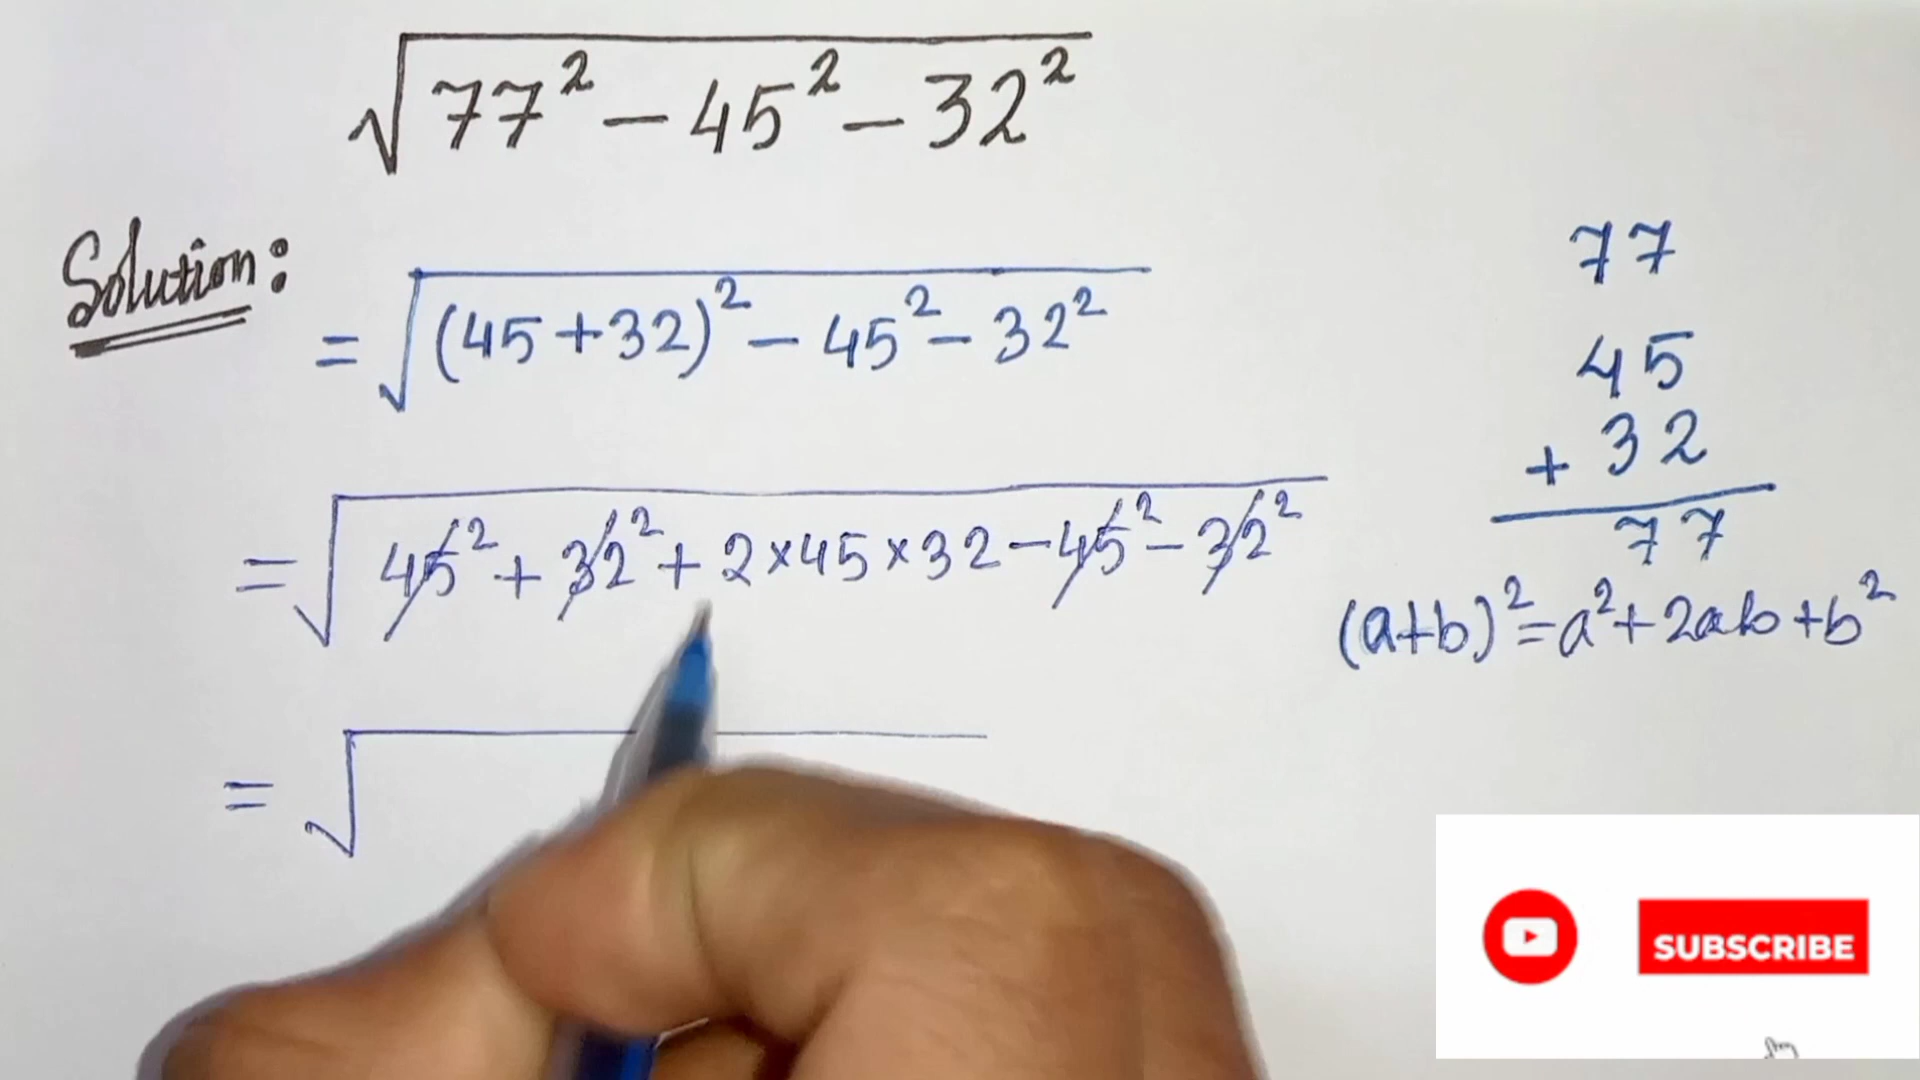 √(77² − 45² − 32²)
Solution:
= √((45 + 32)² − 45² − 32²)
= √(45² + 32² + 2 × 45 × 32 − 45² − 32²)
= √
77
45
+ 32
77
(a+b)² = a² + 2ab + b²
SUBSCRIBE